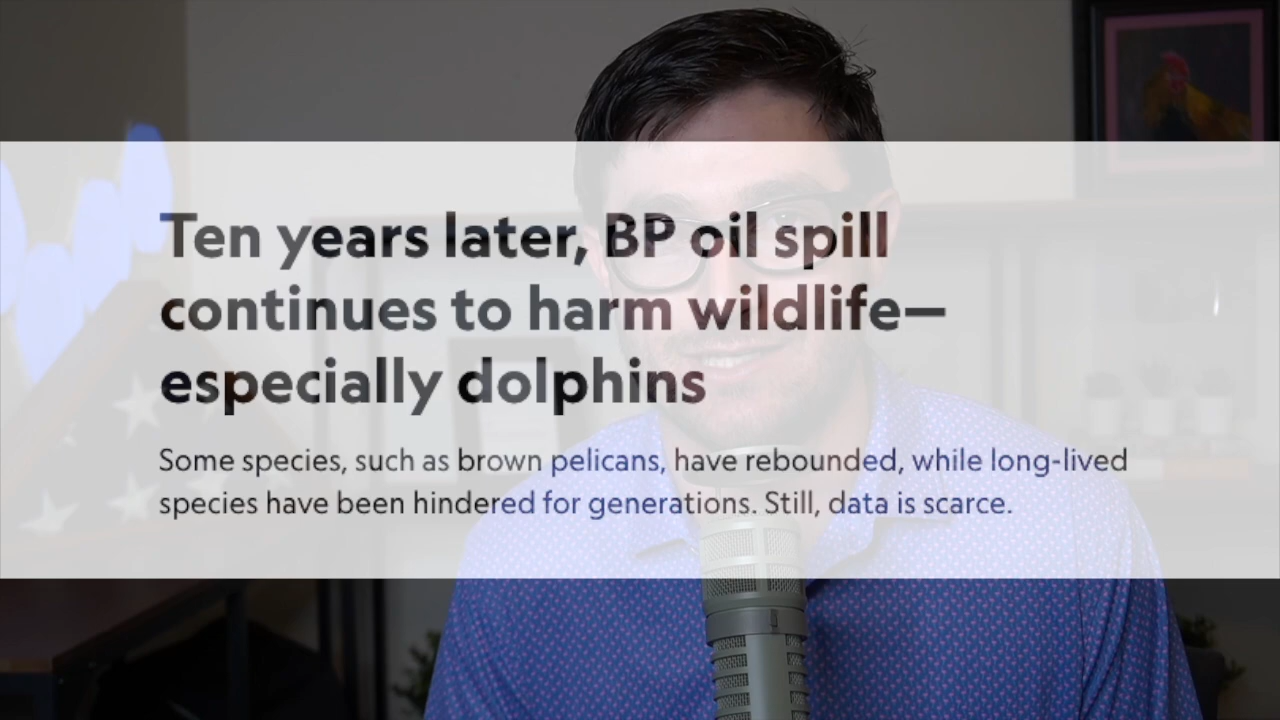 Ten years later, BP oil spill
continues to harm wildlife—
especially dolphins
Some species, such as brown pelicans, have rebounded, while long-lived
species have been hindered for generations. Still, data is scarce.